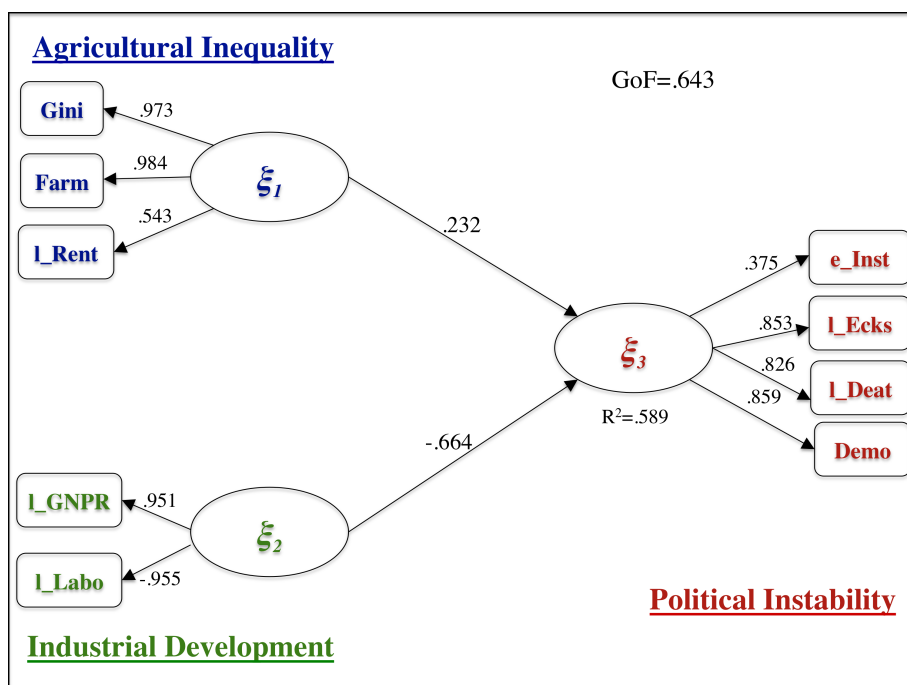 Agricultural Inequality
GoF=.643
Gini
.973
Farm
.984
ξ1
l_Rent
.543
.232
e_Inst
.375
l_Ecks
.853
ξ3
.826
l_Deat
.859
R²=.589
Demo
-.664
l_GNPR
.951
ξ2
l_Labo
-.955
Political Instability
Industrial Development